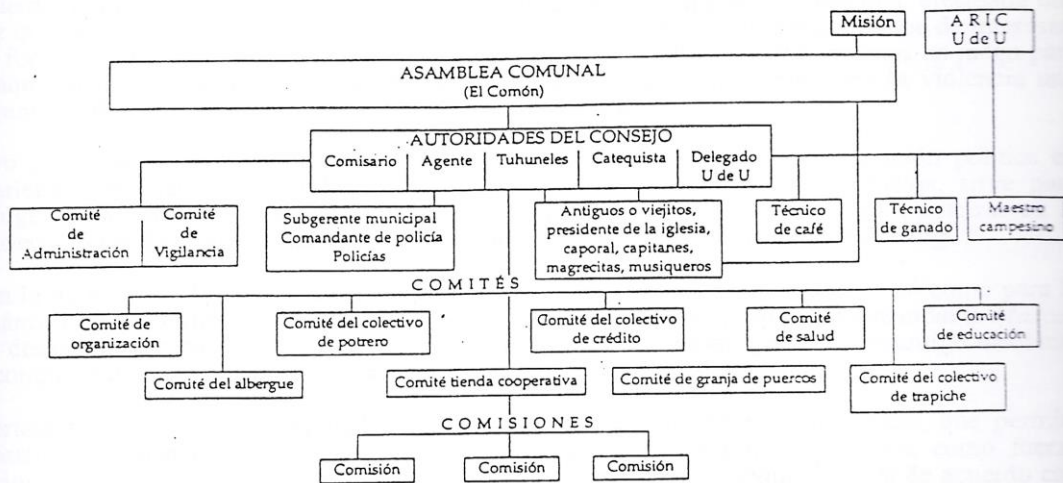 Misión
A R I C
U de U
ASAMBLEA COMUNAL
(El Común)
AUTORIDADES DEL CONSEJO
Comisario
Agente
Tuhuneles
Catequista
Delegado
U de U
Comité
de
Administración
Comité
de
Vigilancia
Subgerente municipal
Comandante de policía
Policías
Antiguos o viejitos,
presidente de la iglesia,
caporal, capitanes,
magrecitas, musiqueros
Técnico
de café
Técnico
de ganado
Maestro
campesino
COMITÉS
Comité de
organización
Comité del colectivo
de potrero
Comité del colectivo
de crédito
Comité
de salud
Comité
de educación
Comité del albergue
Comité tienda cooperativa
Comité de granja de puercos
Comité del colectivo
de trapiche
COMISIONES
Comisión
Comisión
Comisión